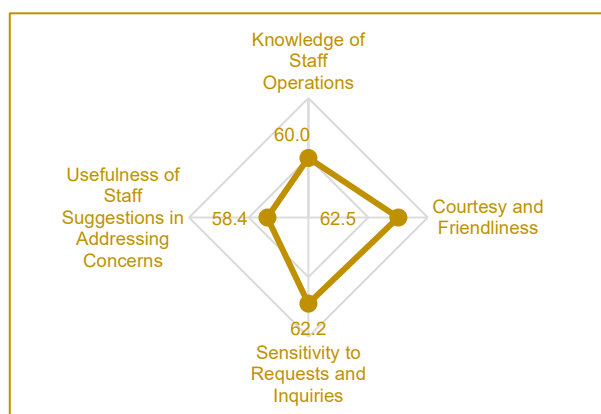 Knowledge of
Staff
Operations
60.0
Usefulness of
Staff
Suggestions in
Addressing
Concerns
58.4
62.5
Courtesy and
Friendliness
62.2
Sensitivity to
Requests and
Inquiries